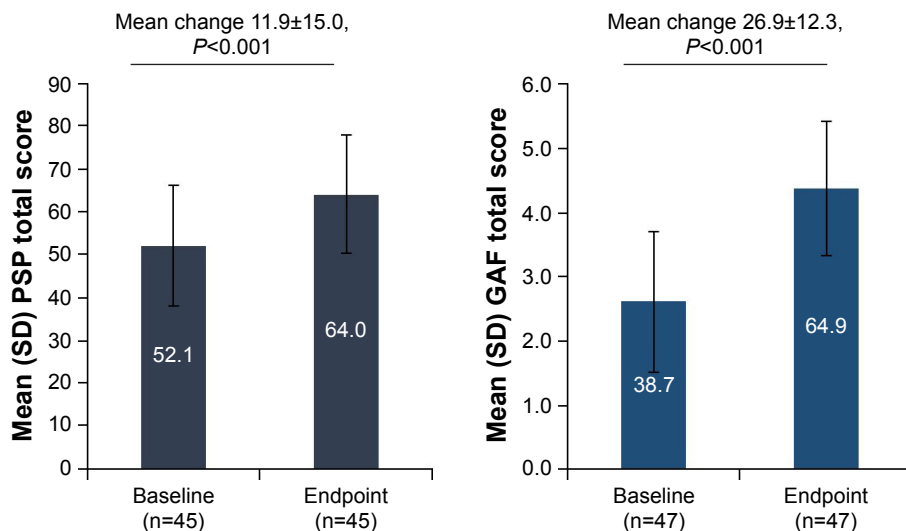 Mean change 11.9±15.0,
P<0.001
Mean (SD) PSP total score
90
80
70
60
50
40
30
20
10
0
52.1
64.0
Baseline
(n=45)
Endpoint
(n=45)
Mean change 26.9±12.3,
P<0.001
Mean (SD) GAF total score
6.0
5.0
4.0
3.0
2.0
1.0
0.0
38.7
64.9
Baseline
(n=47)
Endpoint
(n=47)